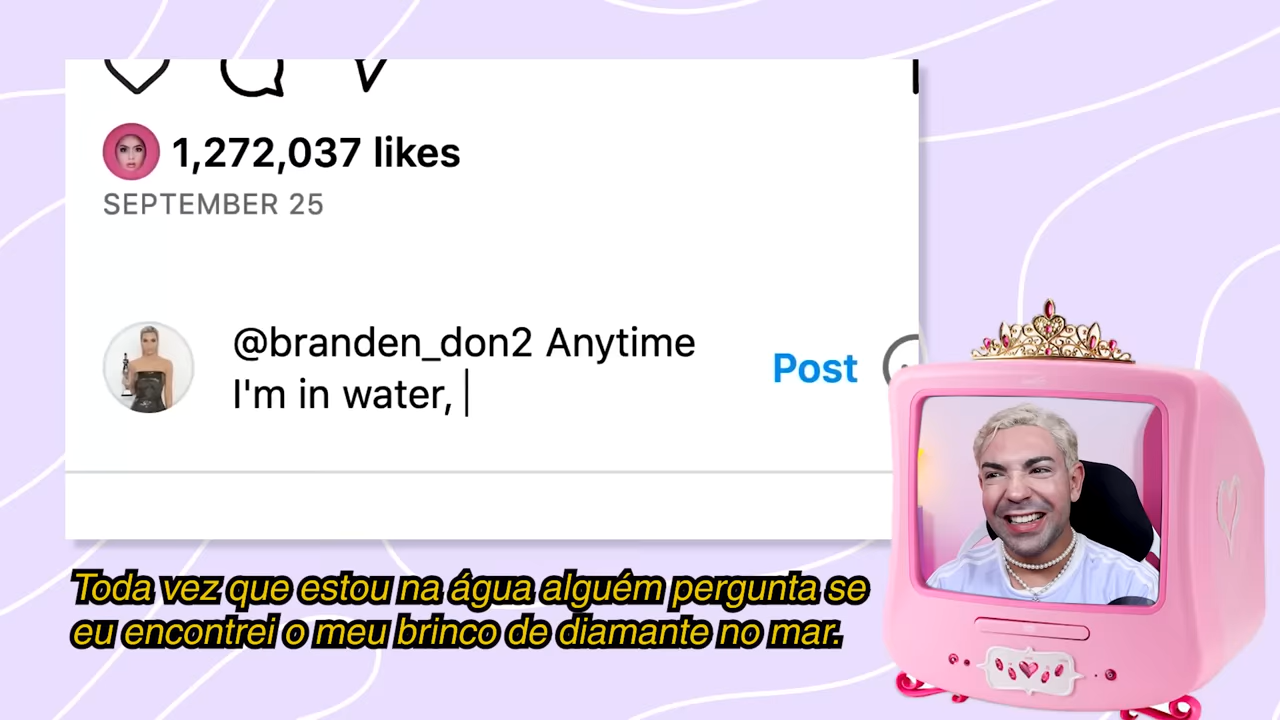 1,272,037 likes
SEPTEMBER 25
@branden_don2 Anytime
I'm in water,
Post
Toda vez que estou na água alguém pergunta se
eu encontrei o meu brinco de diamante no mar.